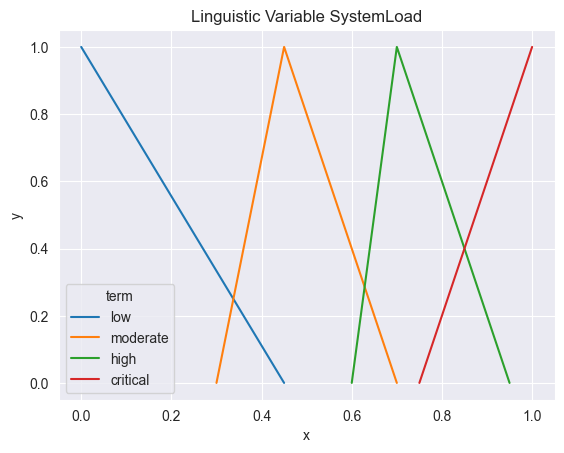 Linguistic Variable SystemLoad
1.0
0.8
0.6
0.4
0.2
0.0
y
term
low
moderate
high
critical
0.0 0.2 0.4 0.6 0.8 1.0
x